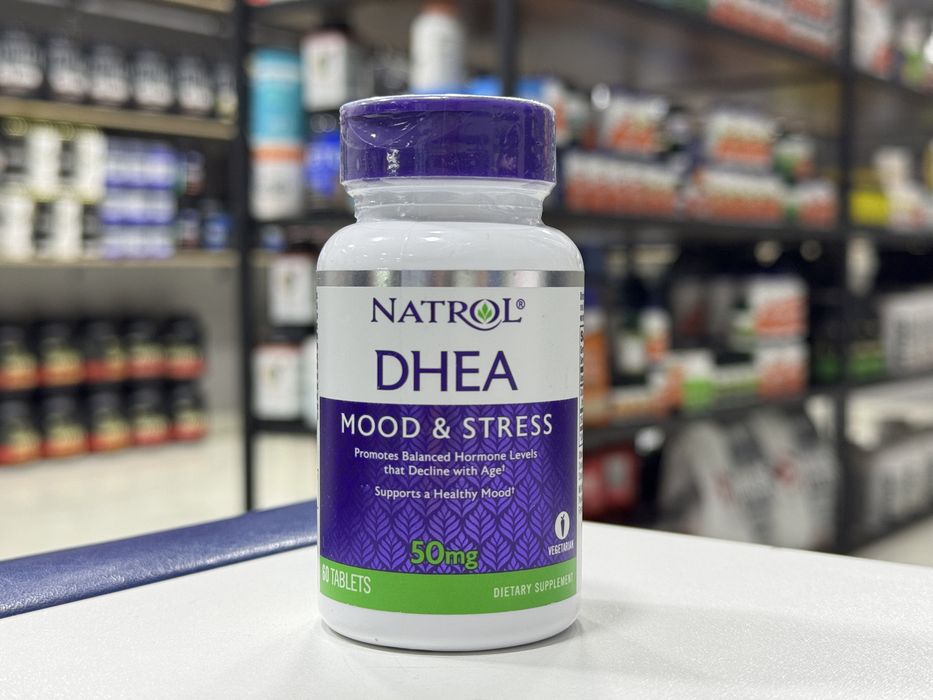 NATROL®
DHEA
MOOD & STRESS
Promotes Balanced Hormone Levels
that Decline with Age†
Supports a Healthy Mood†
VEGETARIAN
50mg
60 TABLETS
DIETARY SUPPLEMENT